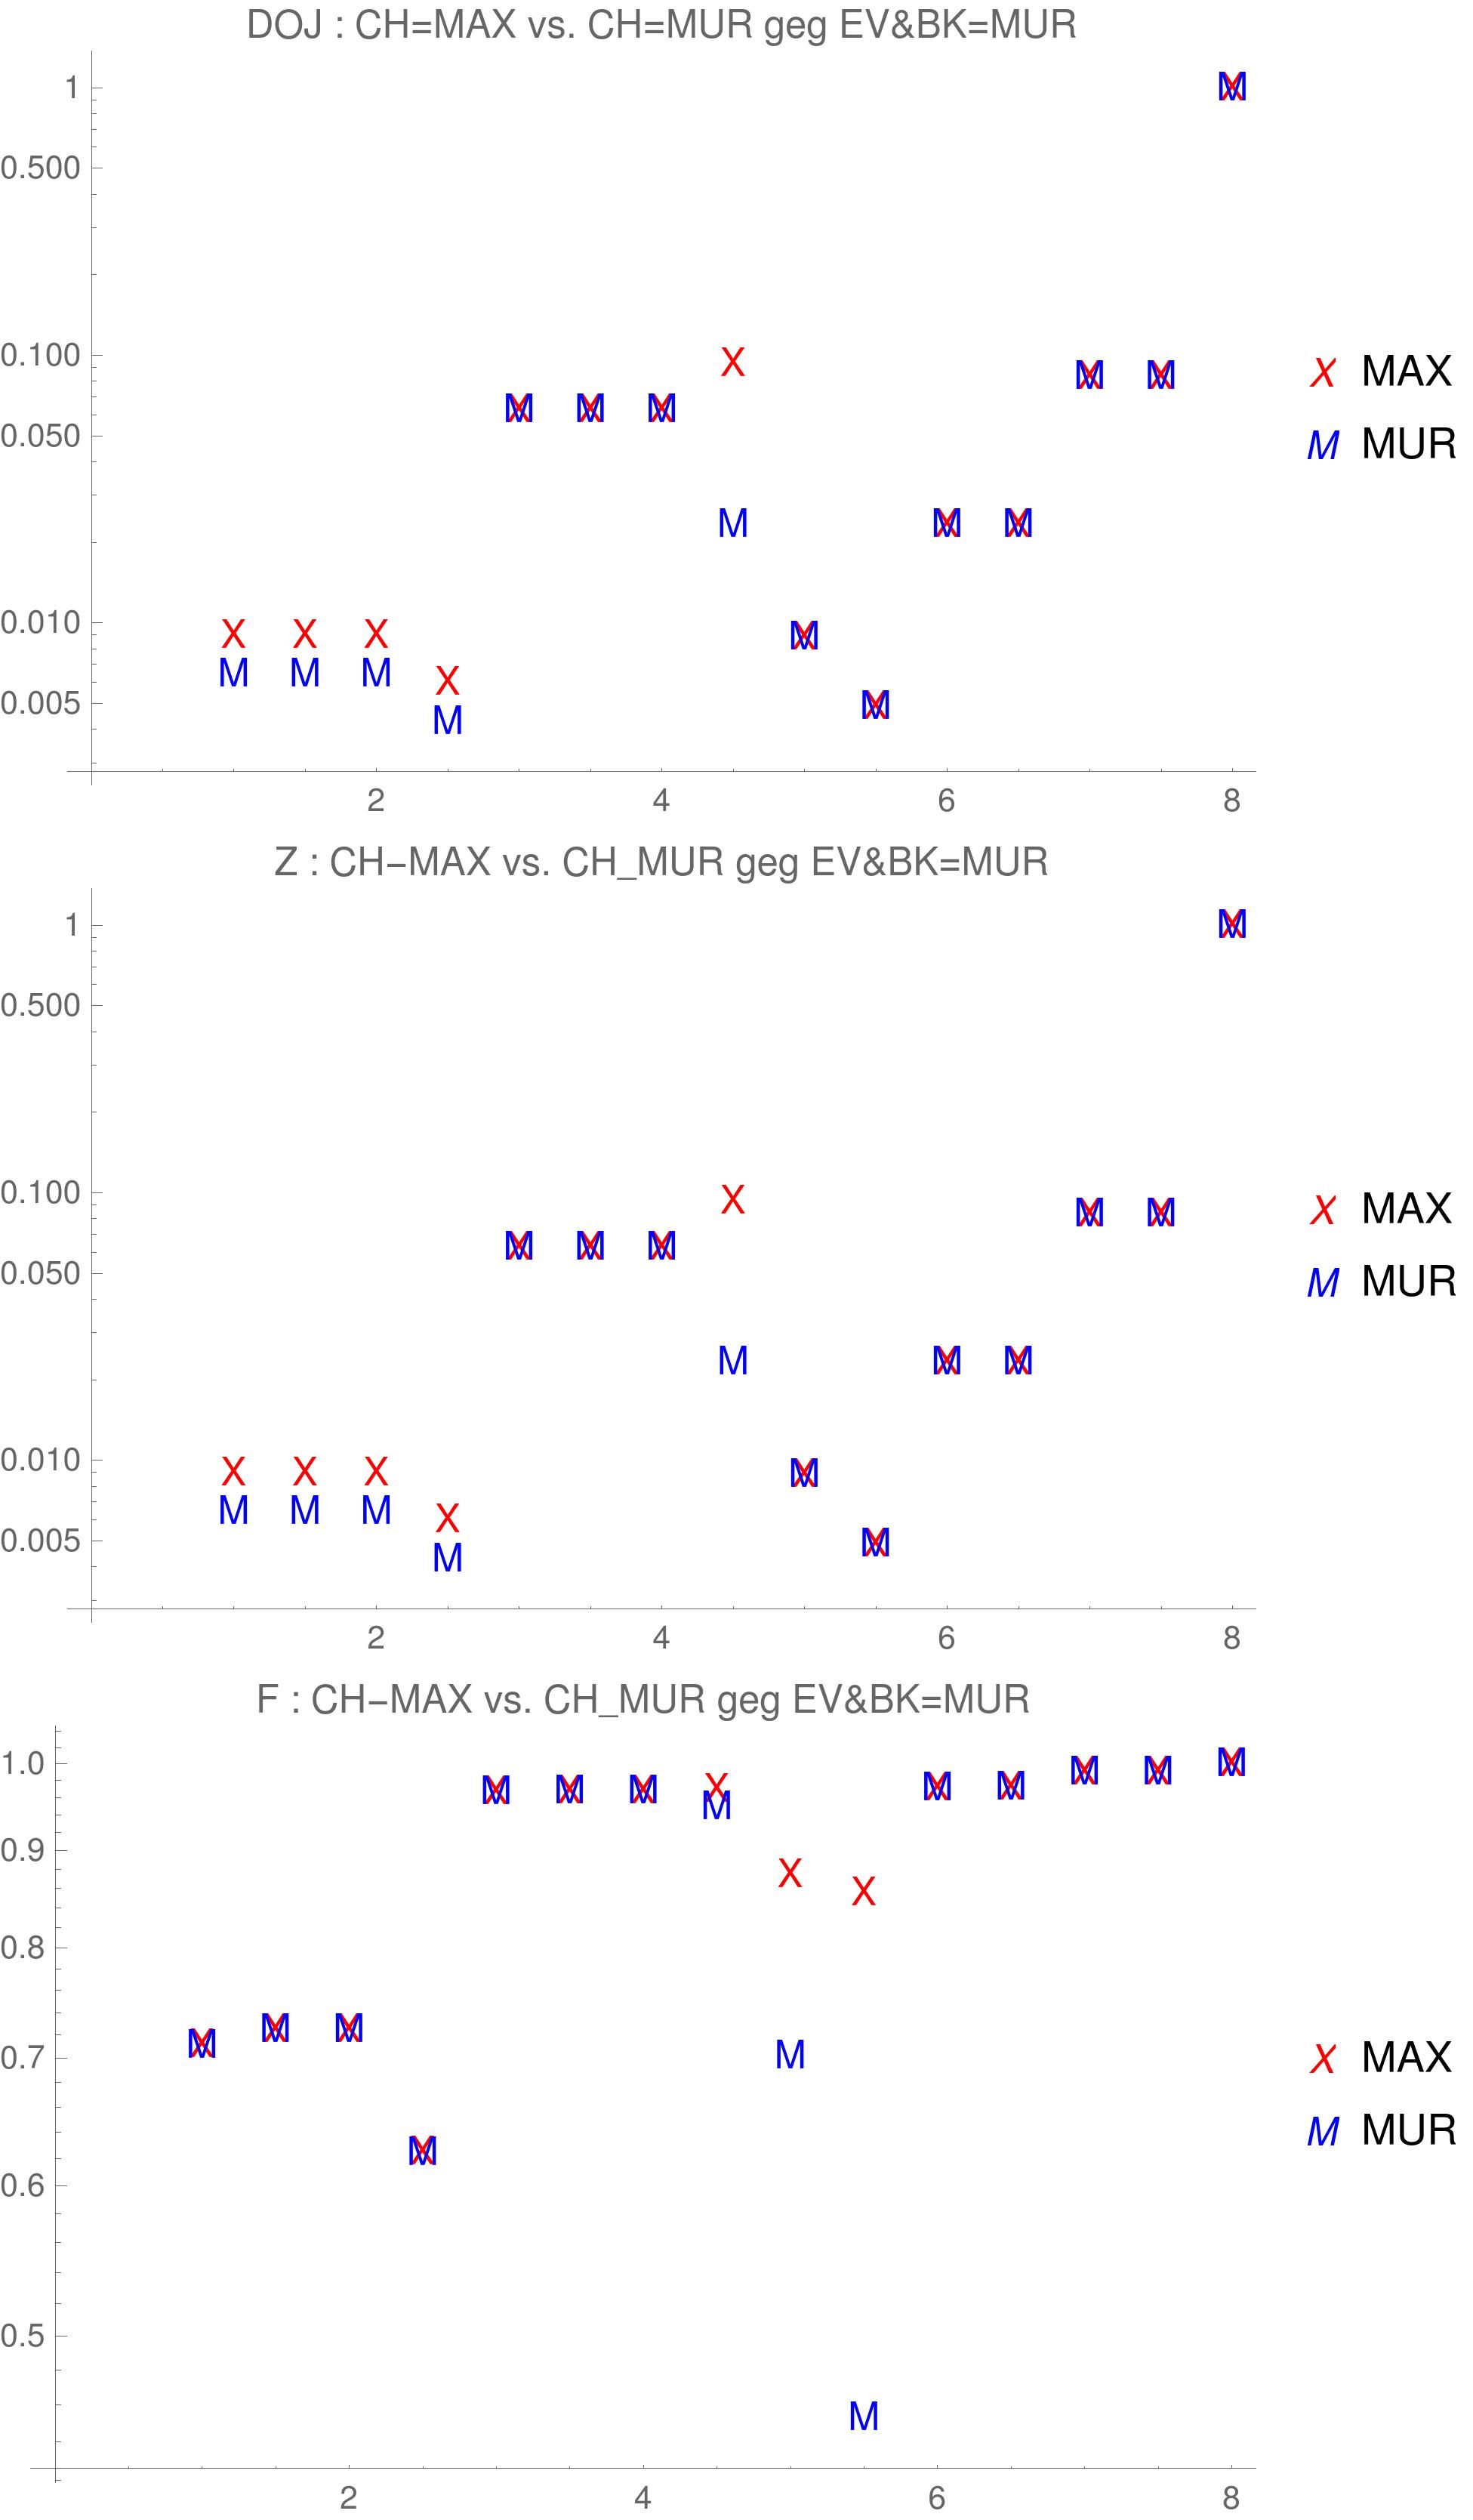 DOJ : CH=MAX vs. CH=MUR geg EV&BK=MUR
1
0.500
0.100
0.050
0.010
0.005
2 4 6 8
X MAX
M MUR
Z : CH−MAX vs. CH_MUR geg EV&BK=MUR
1
0.500
0.100
0.050
0.010
0.005
2 4 6 8
X MAX
M MUR
F : CH−MAX vs. CH_MUR geg EV&BK=MUR
1.0
0.9
0.8
0.7
0.6
0.5
2 4 6 8
X MAX
M MUR